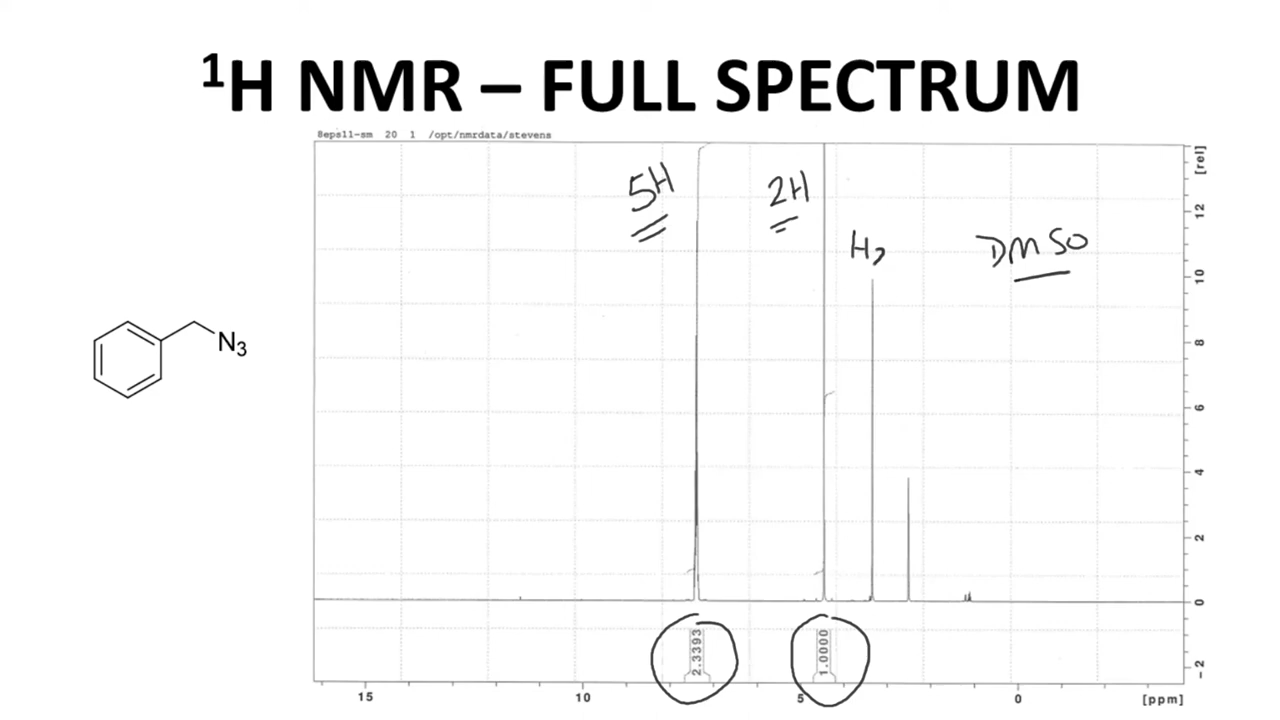 ¹H NMR – FULL SPECTRUM
8eps11-sm 20 1 /opt/nmrdata/stevens
[rel]
5H
2H
H₂
DMSO
N₃
12
10
8
6
4
2
0
-2
2.3393
1.0000
15
10
5
0
[ppm]